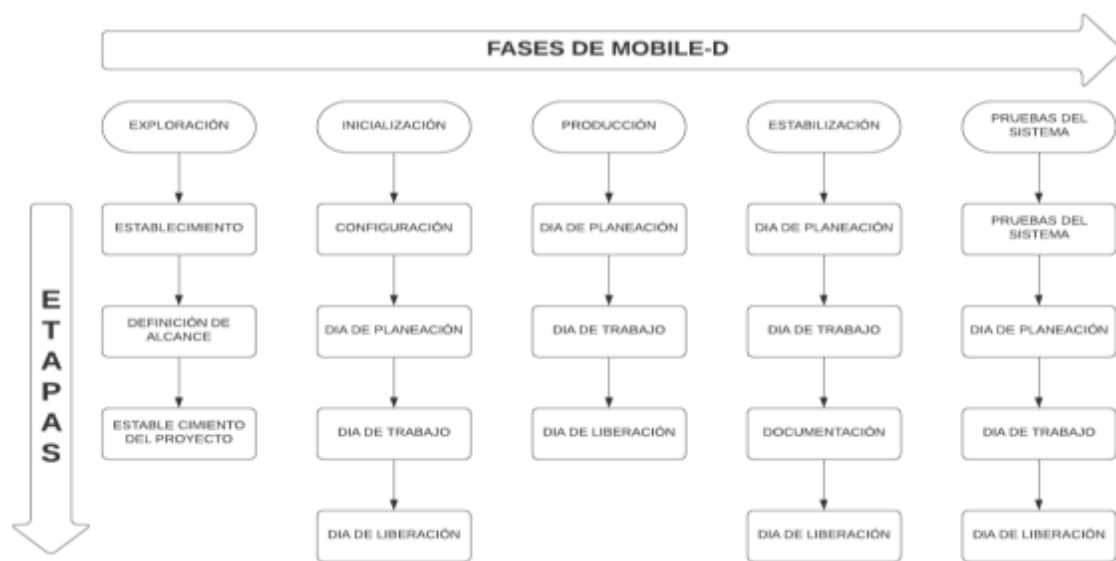 FASES DE MOBILE-D
EXPLORACIÓN
INICIALIZACIÓN
PRODUCCIÓN
ESTABILIZACIÓN
PRUEBAS DEL
SISTEMA
ETAPAS
ESTABLECIMIENTO
CONFIGURACIÓN
DIA DE PLANEACIÓN
DIA DE PLANEACIÓN
PRUEBAS DEL
SISTEMA
DEFINICIÓN DE
ALCANCE
DIA DE PLANEACIÓN
DIA DE TRABAJO
DIA DE TRABAJO
DIA DE PLANEACIÓN
ESTABLE CIMIENTO
DEL PROYECTO
DIA DE TRABAJO
DIA DE LIBERACIÓN
DOCUMENTACIÓN
DIA DE TRABAJO
DIA DE LIBERACIÓN
DIA DE LIBERACIÓN
DIA DE LIBERACIÓN